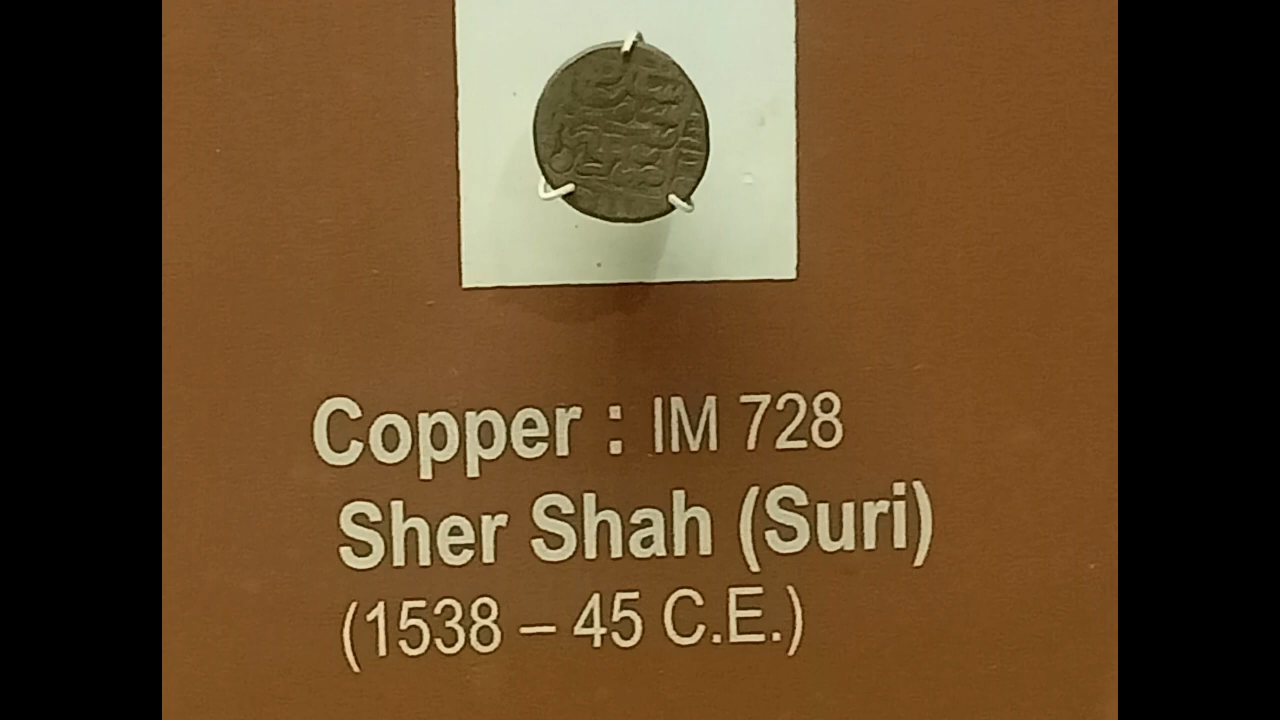 Copper : IM 728
Sher Shah (Suri)
(1538 – 45 C.E.)